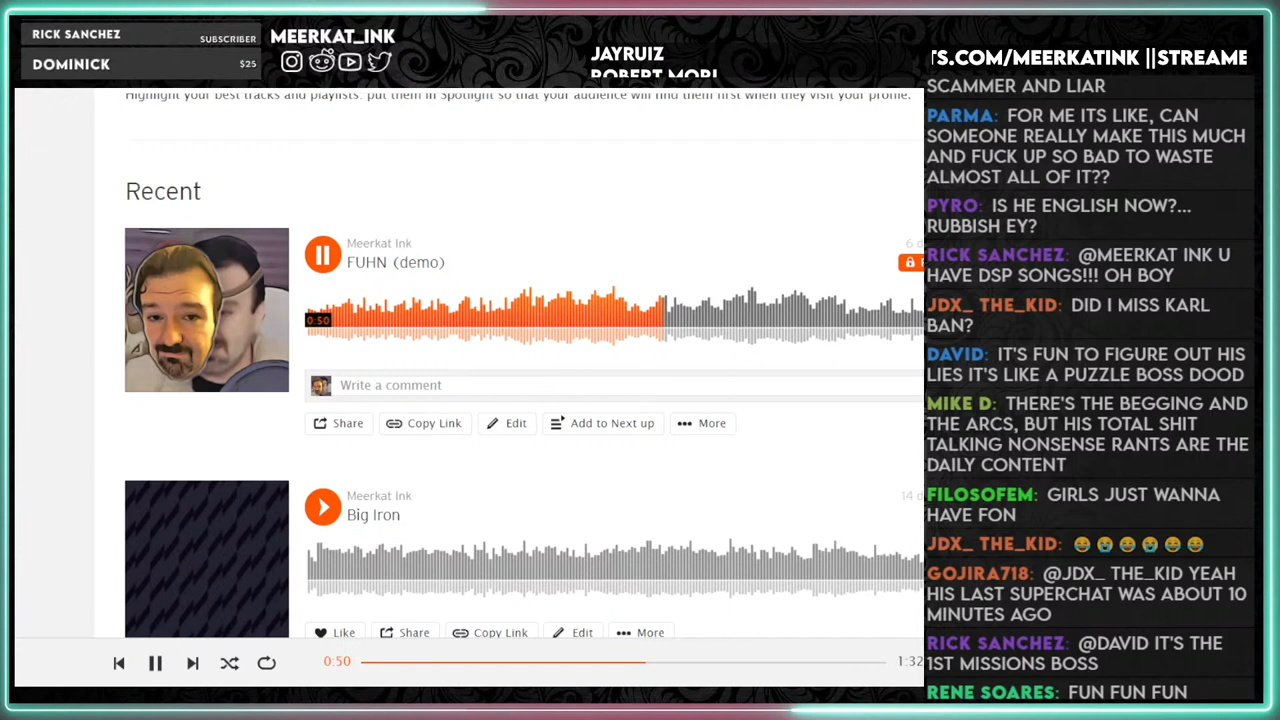 RICK SANCHEZ SUBSCRIBER
DOMINICK $25
MEERKAT_INK
JAYRUIZ
ROBERT MORI
TS.COM/MEERKATINK ||STREAME
Highlight your best tracks and playlists: put them in Spotlight so that your audience will find them first when they visit your profile.
Recent
Meerkat Ink
6 d
FUHN (demo)
0:50
Write a comment
Share
Copy Link
Edit
Add to Next up
More
Meerkat Ink
14 d
Big Iron
Like
Share
Copy Link
Edit
More
0:50
1:32
SCAMMER AND LIAR
PARMA: FOR ME ITS LIKE, CAN
SOMEONE REALLY MAKE THIS MUCH
AND FUCK UP SO BAD TO WASTE
ALMOST ALL OF IT??
PYRO: IS HE ENGLISH NOW?...
RUBBISH EY?
RICK SANCHEZ: @MEERKAT INK U
HAVE DSP SONGS!!! OH BOY
JDX_ THE_KID: DID I MISS KARL
BAN?
DAVID: IT'S FUN TO FIGURE OUT HIS
LIES IT'S LIKE A PUZZLE BOSS DOOD
MIKE D: THERE'S THE BEGGING AND
THE ARCS, BUT HIS TOTAL SHIT
TALKING NONSENSE RANTS ARE THE
DAILY CONTENT
FILOSOFEM: GIRLS JUST WANNA
HAVE FON
JDX_ THE_KID: 😂😭😂😭😂😂
GOJIRA718: @JDX_ THE_KID YEAH
HIS LAST SUPERCHAT WAS ABOUT 10
MINUTES AGO
RICK SANCHEZ: @DAVID IT'S THE
1ST MISSIONS BOSS
RENE SOARES: FUN FUN FUN